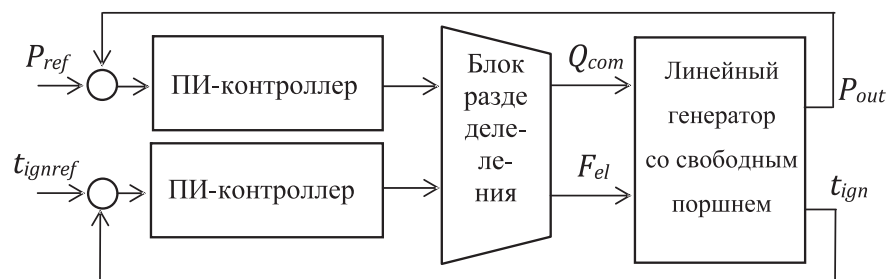 P_ref
ПИ-контроллер
Блок
разде
делеле-
ле-
ния
Q_com
Линейный
генератор
со свободным
поршнем
P_out
t_ignref
ПИ-контроллер
F_el
t_ign